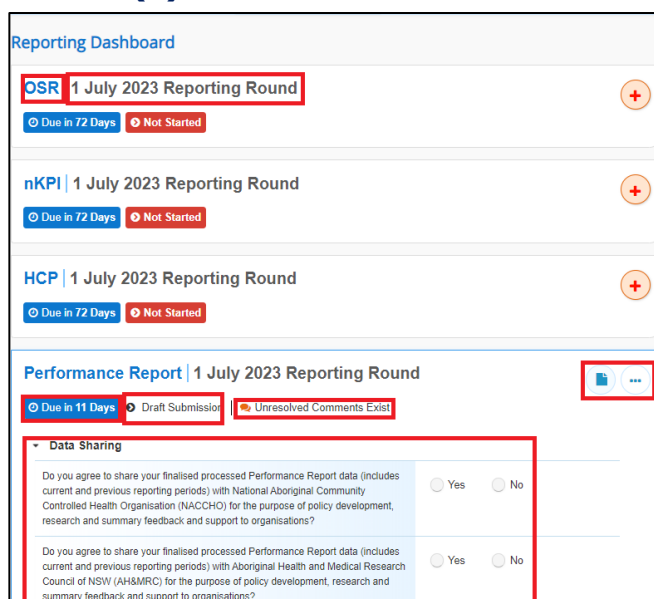 Reporting Dashboard
OSR | 1 July 2023 Reporting Round
Due in 72 Days Not Started
nKPI | 1 July 2023 Reporting Round
Due in 72 Days Not Started
HCP | 1 July 2023 Reporting Round
Due in 72 Days Not Started
Performance Report | 1 July 2023 Reporting Round
Due in 11 Days Draft Submission | Unresolved Comments Exist
Data Sharing
Do you agree to share your finalised processed Performance Report data (includes
current and previous reporting periods) with National Aboriginal Community
Controlled Health Organisation (NACCHO) for the purpose of policy development,
research and summary feedback and support to organisations?
Yes No
Do you agree to share your finalised processed Performance Report data (includes
current and previous reporting periods) with Aboriginal Health and Medical Research
Council of NSW (AH&MRC) for the purpose of policy development, research and
summary feedback and support to organisations?
Yes No